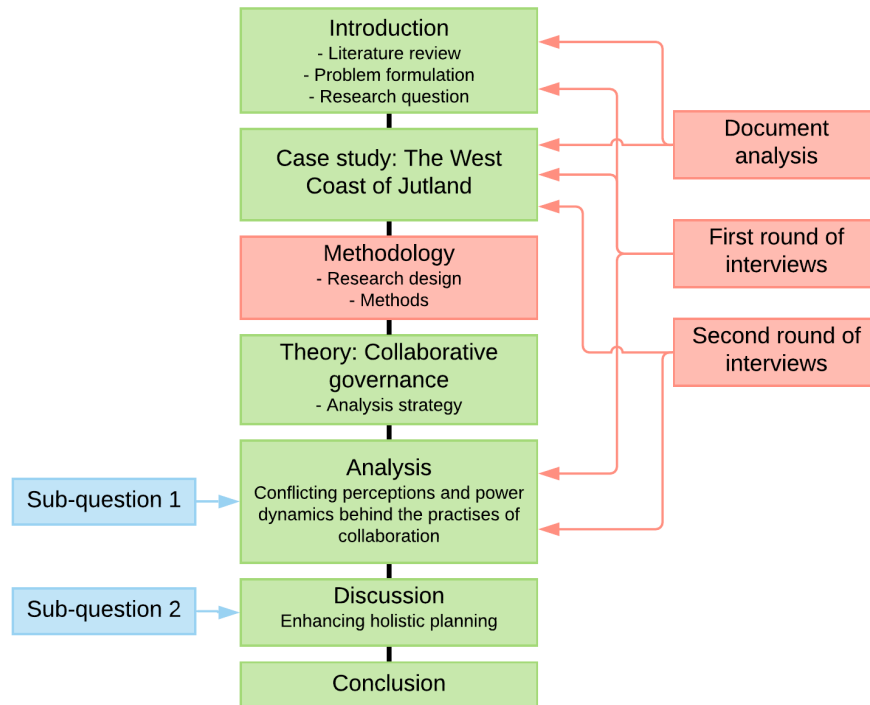 Introduction
- Literature review
- Problem formulation
- Research question
Document
analysis
Case study: The West
Coast of Jutland
First round of
interviews
Methodology
- Research design
- Methods
Second round of
interviews
Theory: Collaborative
governance
- Analysis strategy
Analysis
Conflicting perceptions and power
dynamics behind the practises of
collaboration
Sub-question 1
Discussion
Enhancing holistic planning
Sub-question 2
Conclusion